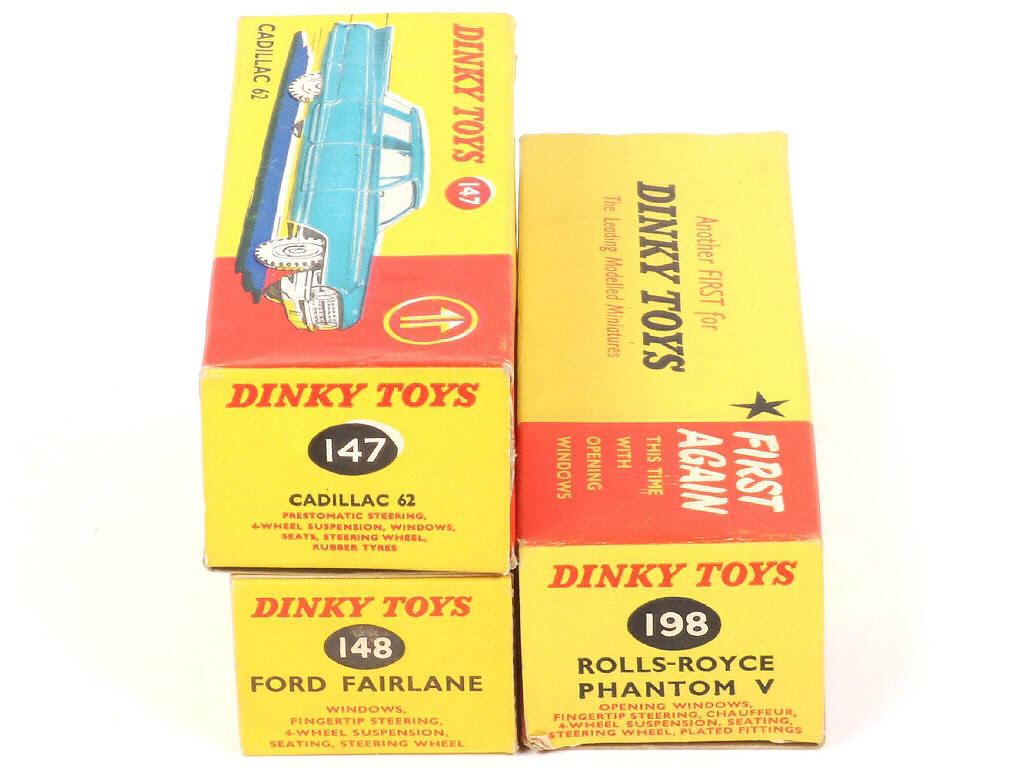 CADILLAC 62
DINKY TOYS 147
DINKY TOYS
147
CADILLAC 62
PRESTOMATIC STEERING,
4-WHEEL SUSPENSION, WINDOWS,
SEATS, STEERING WHEEL,
RUBBER TYRES
DINKY TOYS
148
FORD FAIRLANE
WINDOWS,
FINGERTIP STEERING,
4-WHEEL SUSPENSION,
SEATING, STEERING WHEEL
Another FIRST for
DINKY TOYS
The Leading Modelled Miniatures
FIRST
AGAIN
THIS TIME
WITH
OPENING
WINDOWS
DINKY TOYS
198
ROLLS-ROYCE
PHANTOM V
OPENING WINDOWS,
FINGERTIP STEERING, CHAUFFEUR,
4-WHEEL SUSPENSION, SEATING,
STEERING WHEEL, PLATED FITTINGS